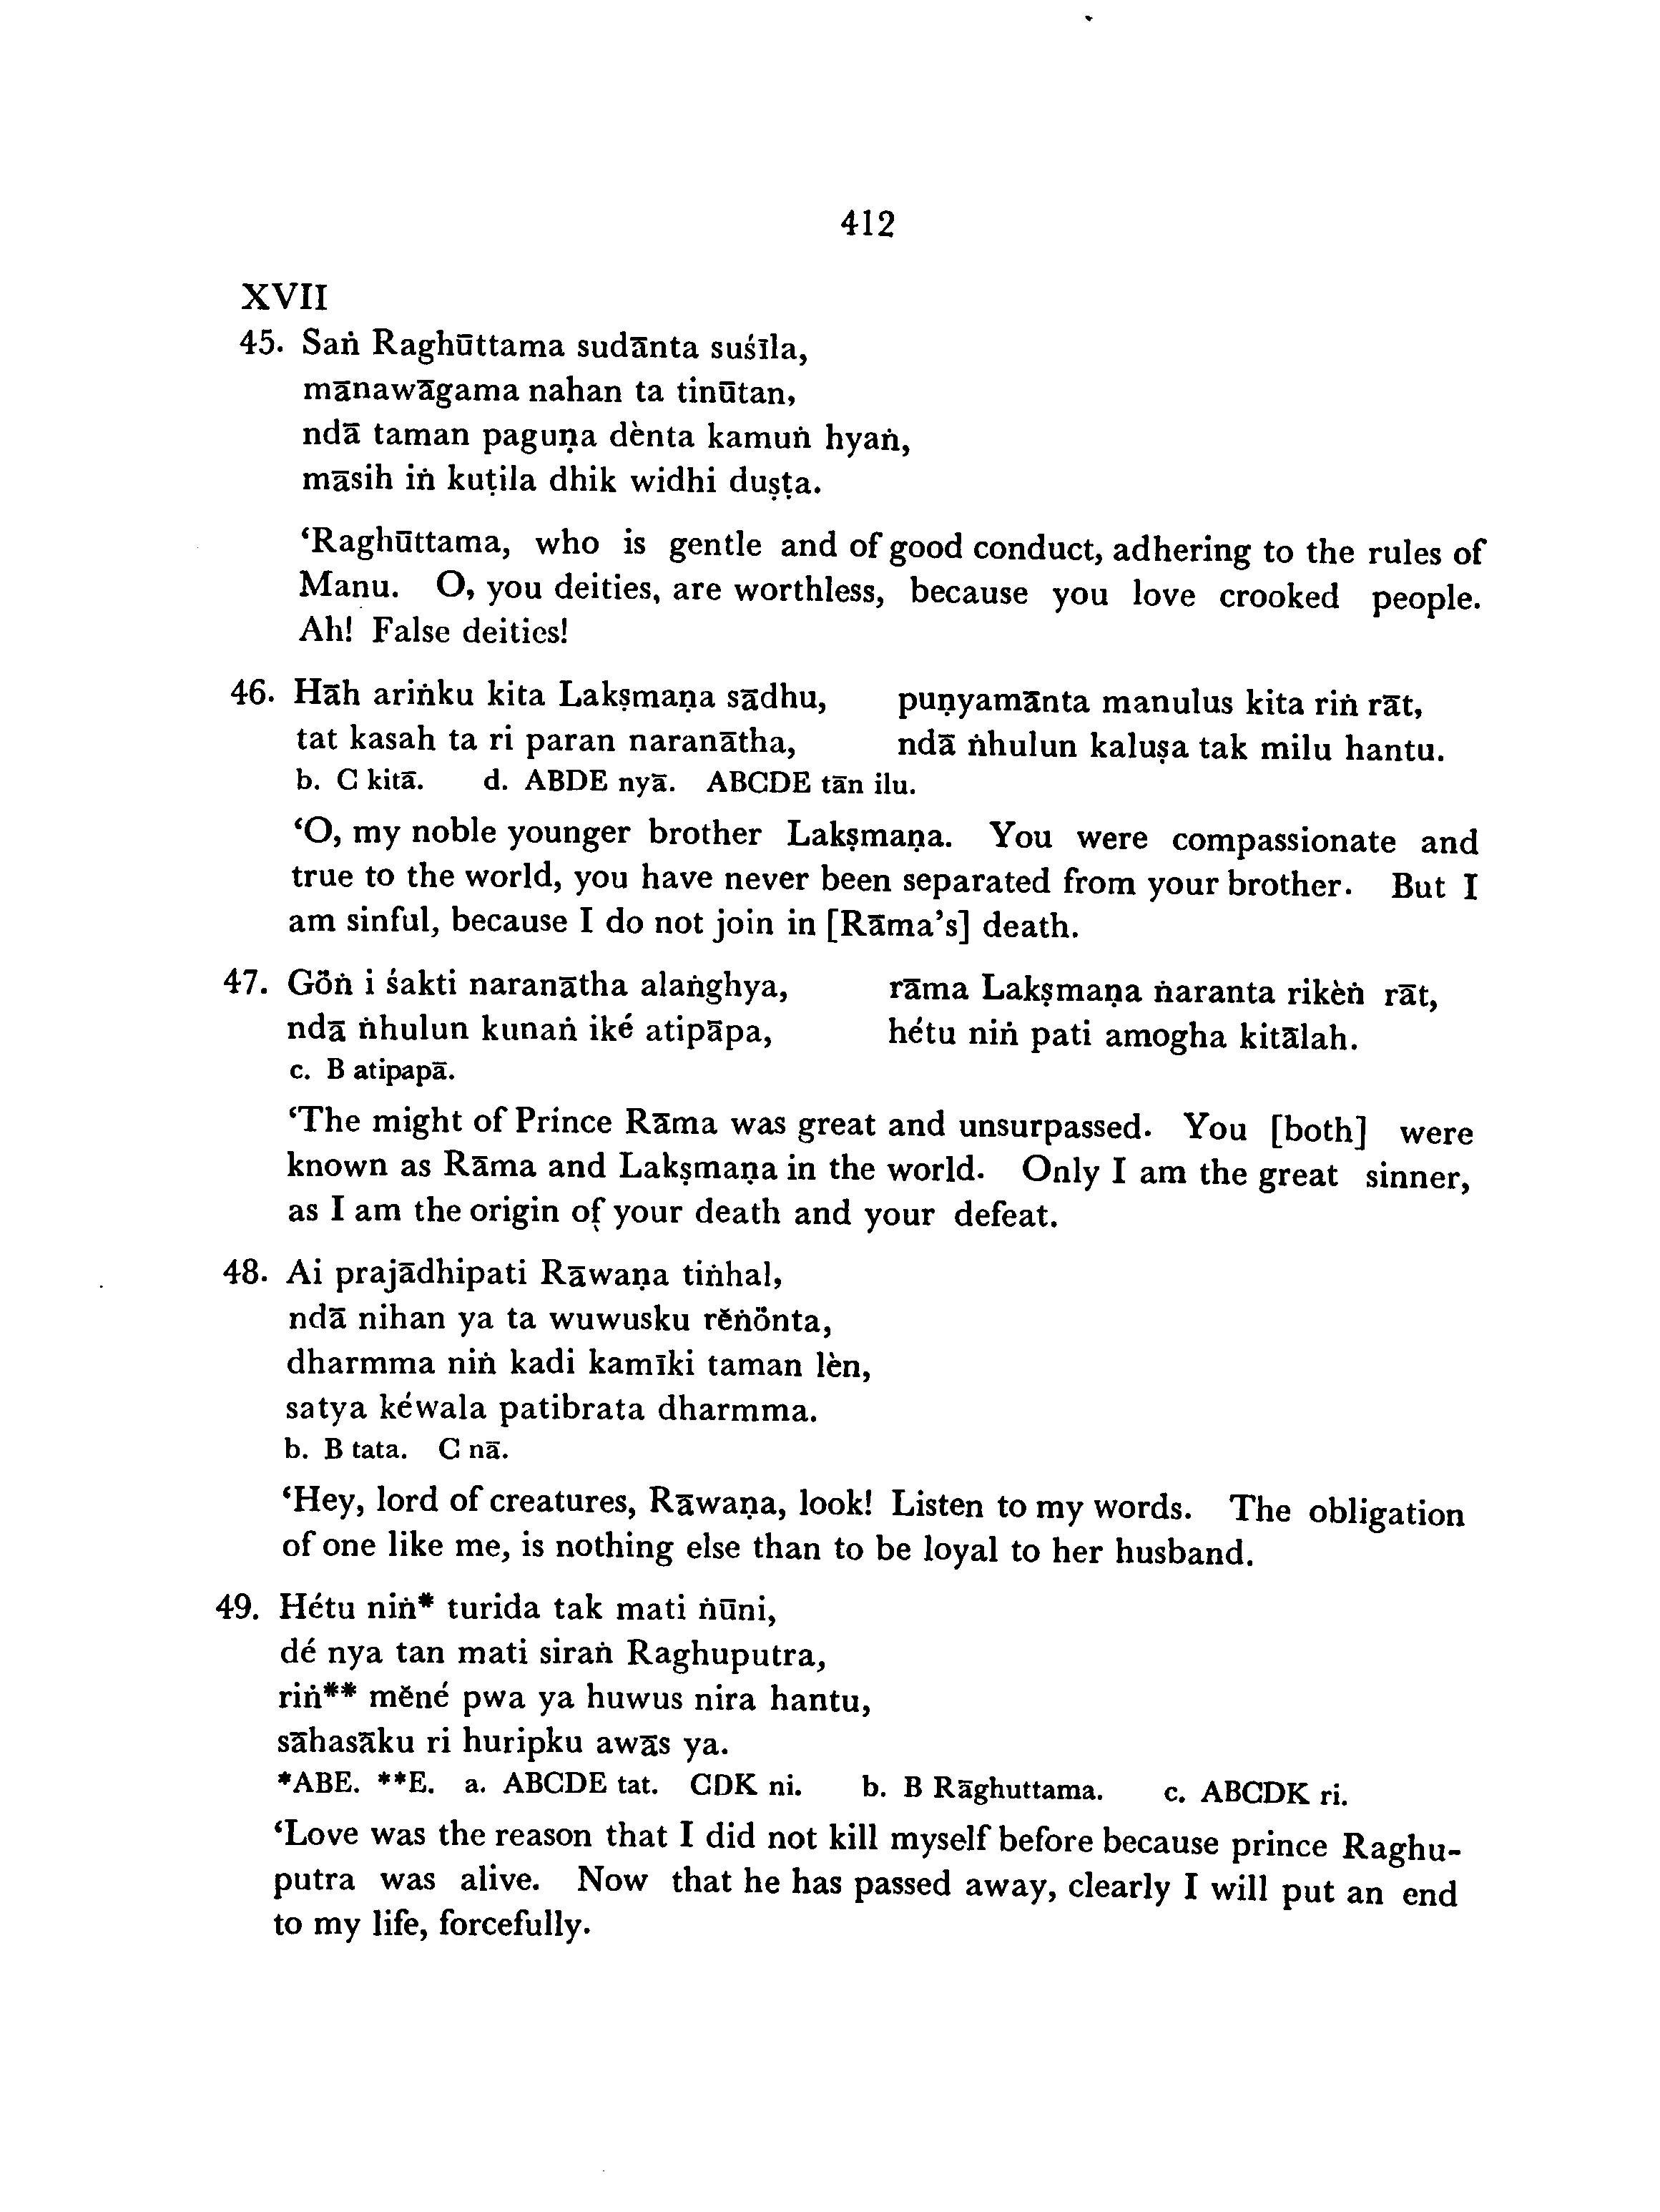 412
XVII
45. Saṅ Raghūttama sudānta suśīla,
mānawāgama nahan ta tinūtan,
ndā taman paguṇa dènta kamuṅ hyaṅ,
māsih iṅ kuṭila dhik widhi duṣṭa.
‘Raghūttama, who is gentle and of good conduct, adhering to the rules of
Manu. O, you deities, are worthless, because you love crooked people.
Ah! False deities!
46. Hāh ariṅku kita Lakṣmaṇa sādhu, puṇyamānta manulus kita riṅ rāt,
tat kasah ta ri paran naranātha, ndā ṅhulun kaluṣa tak milu hantu.
b. C kitā. d. ABDE nyā. ABCDE tān ilu.
‘O, my noble younger brother Lakṣmaṇa. You were compassionate and
true to the world, you have never been separated from your brother. But I
am sinful, because I do not join in [Rāma’s] death.
47. Göṅ i śakti naranātha alaṅghya, rāma Lakṣmaṇa ṅaranta rikèṅ rāt,
ndā ṅhulun kunaṅ iké atipāpa, hétu niṅ pati amogha kitālah.
c. B atipapā.
‘The might of Prince Rāma was great and unsurpassed. You [both] were
known as Rāma and Lakṣmaṇa in the world. Only I am the great sinner,
as I am the origin of your death and your defeat.
48. Ai prajādhipati Rāwaṇa tiṅhal,
ndā nihan ya ta wuwusku rĕṅönta,
dharmma niṅ kadi kamīki taman lèn,
satya kéwala patibrata dharmma.
b. B tata. C nā.
‘Hey, lord of creatures, Rāwaṇa, look! Listen to my words. The obligation
of one like me, is nothing else than to be loyal to her husband.
49. Hétu niṅ* turida tak mati ṅūni,
dé nya tan mati siraṅ Raghuputra,
riṅ** mĕné pwa ya huwus nira hantu,
sāhasāku ri huripku awās ya.
*ABE. **E. a. ABCDE tat. CDK ni. b. B Rāghuttama. c. ABCDK ri.
‘Love was the reason that I did not kill myself before because prince Raghu-
putra was alive. Now that he has passed away, clearly I will put an end
to my life, forcefully.